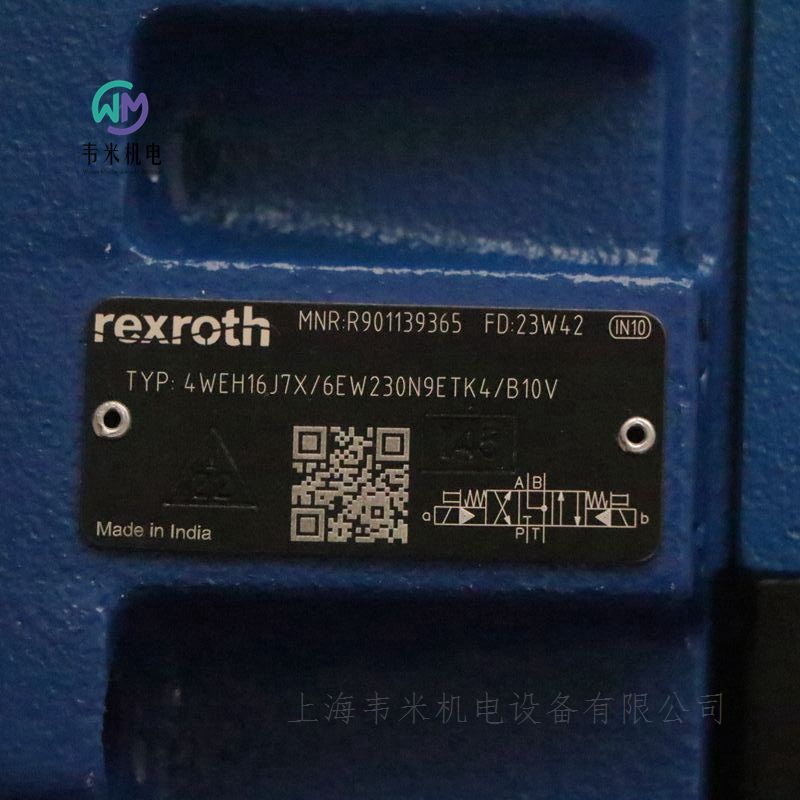 WM
韦米机电
rexroth MNR:R901139365 FD:23W42 IN10
TYP: 4WEH16J7X/6EW230N9ETK4/B10V
A B
a b
P T
Made in India
上海韦米机电设备有限公司